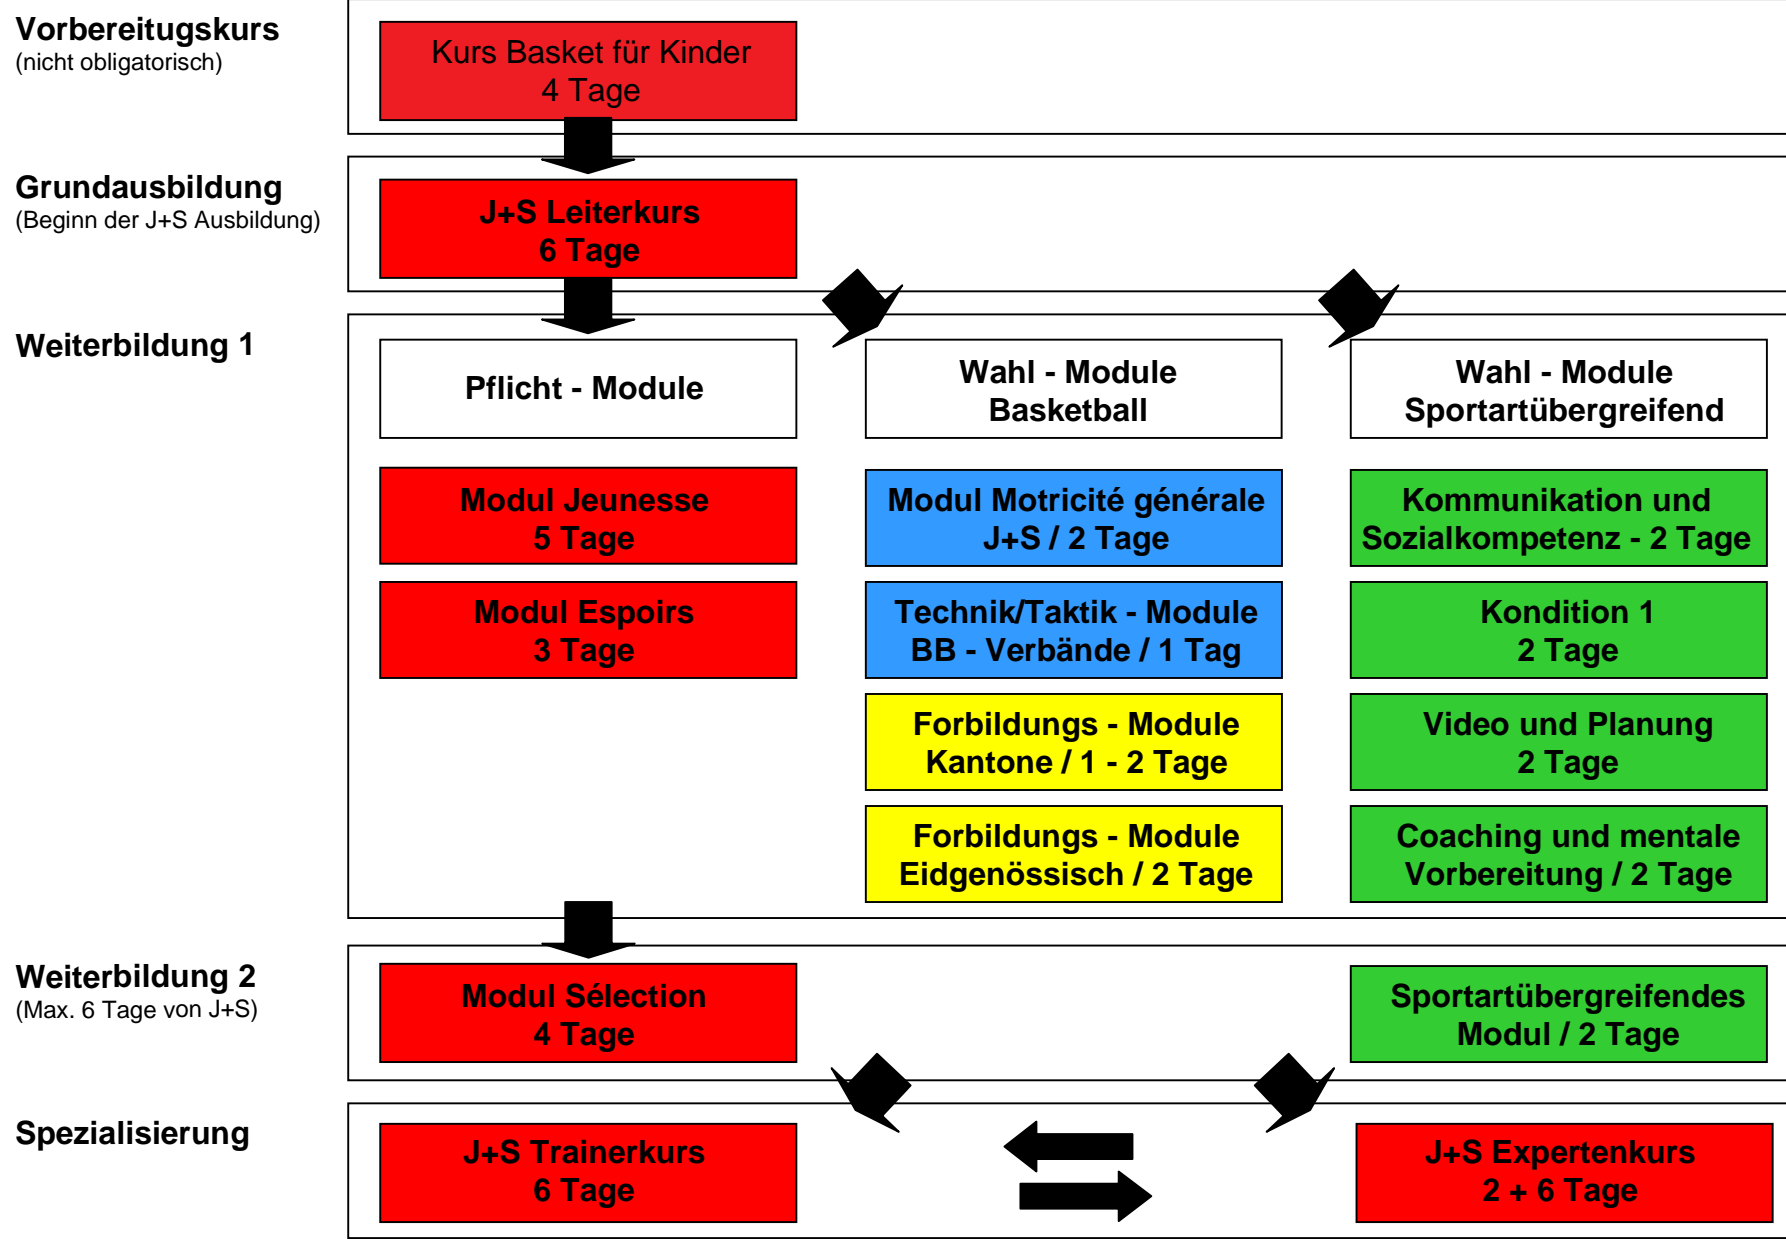 Vorbereitugskurs
(nicht obligatorisch)
Kurs Basket für Kinder
4 Tage
Grundausbildung
(Beginn der J+S Ausbildung)
J+S Leiterkurs
6 Tage
Weiterbildung 1
Pflicht - Module
Wahl - Module
Basketball
Wahl - Module
Sportartübergreifend
Modul Jeunesse
5 Tage
Modul Motricité générale
J+S / 2 Tage
Kommunikation und
Sozialkompetenz - 2 Tage
Modul Espoirs
3 Tage
Technik/Taktik - Module
BB - Verbände / 1 Tag
Kondition 1
2 Tage
Forbildungs - Module
Kantone / 1 - 2 Tage
Video und Planung
2 Tage
Forbildungs - Module
Eidgenössisch / 2 Tage
Coaching und mentale
Vorbereitung / 2 Tage
Weiterbildung 2
(Max. 6 Tage von J+S)
Modul Sélection
4 Tage
Sportartübergreifendes
Modul / 2 Tage
Spezialisierung
J+S Trainerkurs
6 Tage
J+S Expertenkurs
2 + 6 Tage